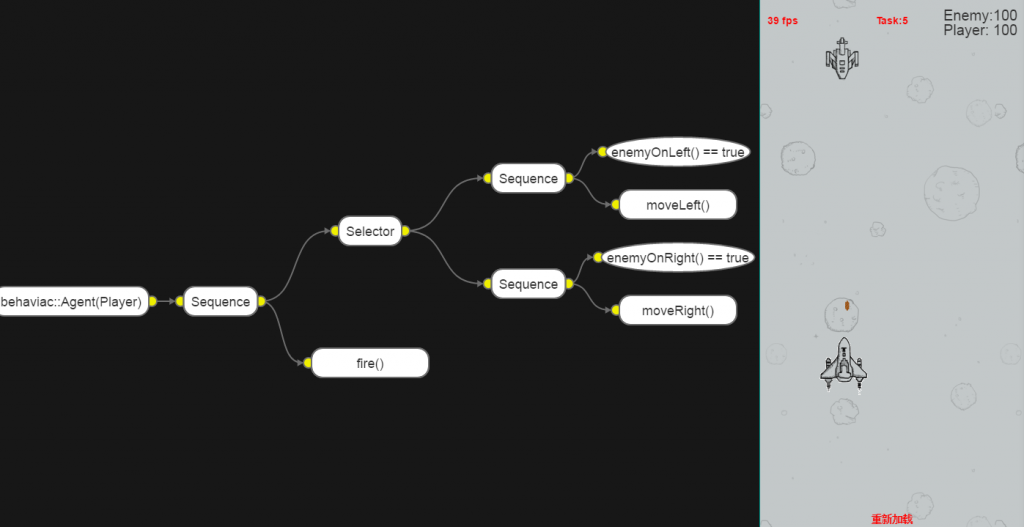 behaviac::Agent(Player)
Sequence
Selector
Sequence
enemyOnLeft() == true
moveLeft()
Sequence
enemyOnRight() == true
moveRight()
fire()
39 fps
Task:5
Enemy:100
Player: 100
重新加载